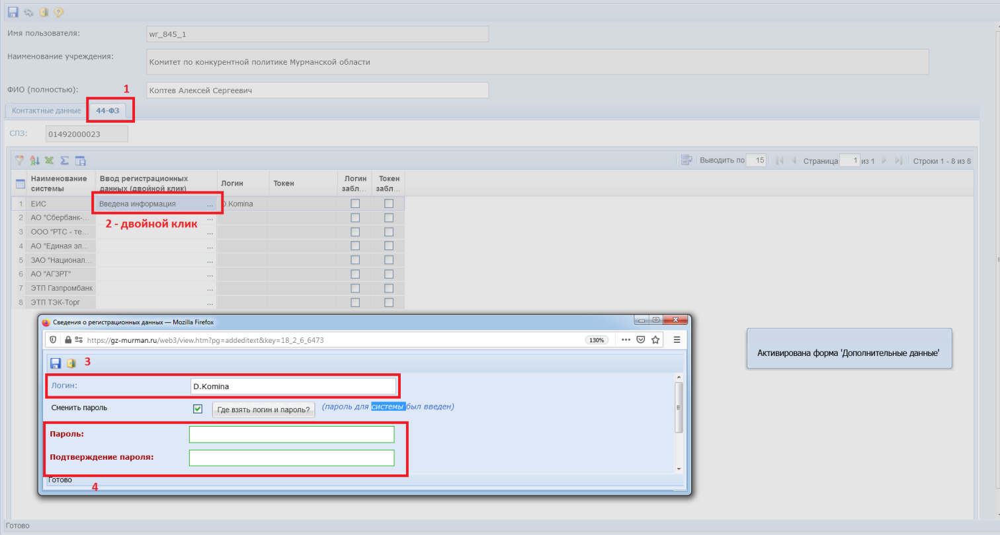 Имя пользователя: wr_845_1
Наименование учреждения: Комитет по конкурентной политике Мурманской области
ФИО (полностью): Коптев Алексей Сергеевич
1
Контактные данные 44-ФЗ
СПЗ: 01492000023
Выводить по 15 Страница 1 из 1 Строки 1 - 8 из 8
Наименование системы Ввод регистрационных данных (двойной клик) Логин Токен Логин забл... Токен забл...
1 ЕИС Введена информация ... D.Komina
2 АО "Сбербанк-... ...
2 - двойной клик
3 ООО "РТС - те... ...
4 АО "Единая эл... ...
5 ЗАО "Национал... ...
6 АО "АГЗРТ" ...
7 ЭТП Газпромбанк ...
8 ЭТП ТЭК-Торг ...
Сведения о регистрационных данных — Mozilla Firefox
https://gz-murman.ru/web3/view.htm?pg=addeditext&key=18_2_6_6473 130%
Активирована форма 'Дополнительные данные'
3
Логин: D.Komina
Сменить пароль Где взять логин и пароль? (пароль для системы был введен)
Пароль:
Подтверждение пароля:
Готово
4
Готово